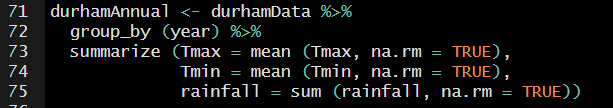 71 durhamAnnual <- durhamData %>%
72   group_by (year) %>%
73   summarize (Tmax = mean (Tmax, na.rm = TRUE),
74              Tmin = mean (Tmin, na.rm = TRUE),
75              rainfall = sum (rainfall, na.rm = TRUE))